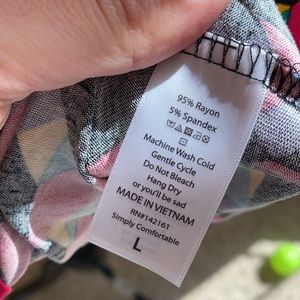 95% Rayon
5% Spandex
Machine Wash Cold
Gentle Cycle
Do Not Bleach
Hang Dry
or you'll be sad
MADE IN VIETNAM
RN#142161
Simply Comfortable
L